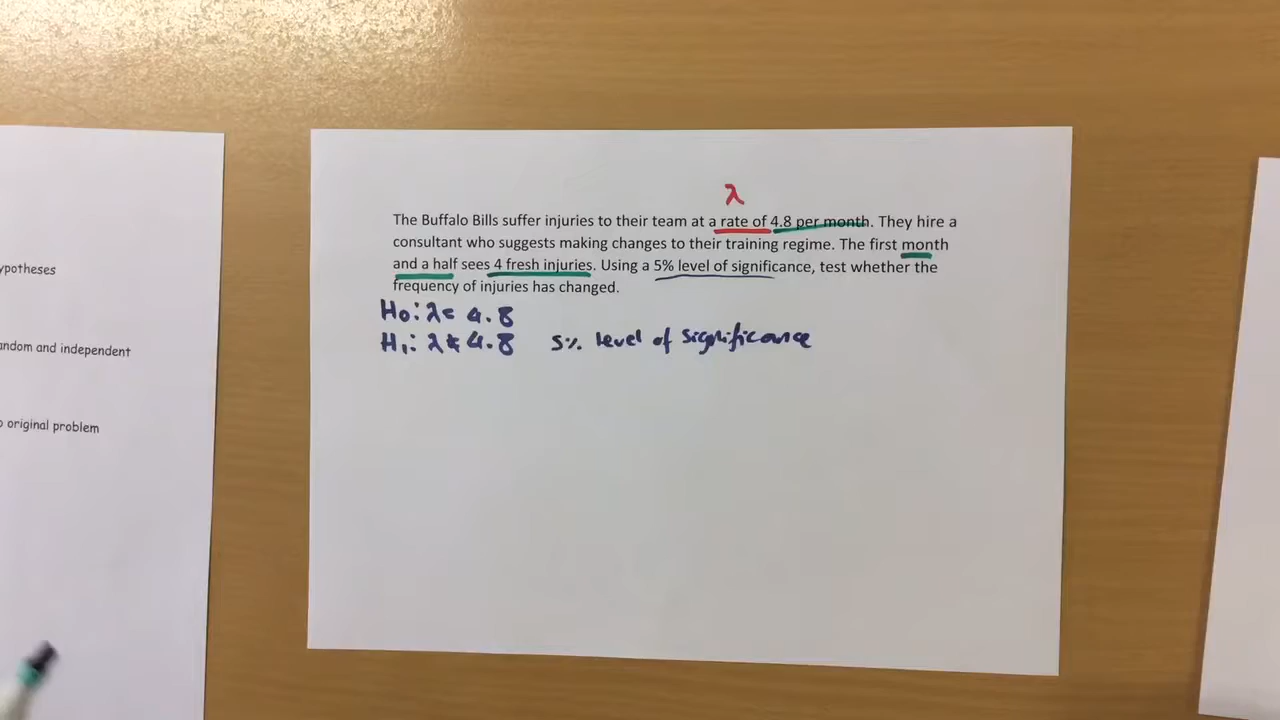 λ
The Buffalo Bills suffer injuries to their team at a rate of 4.8 per month. They hire a
consultant who suggests making changes to their training regime. The first month
and a half sees 4 fresh injuries. Using a 5% level of significance, test whether the
frequency of injuries has changed.
H₀: λ = 4.8
H₁: λ ≠ 4.8 5% level of significance
ypotheses
andom and independent
o original problem